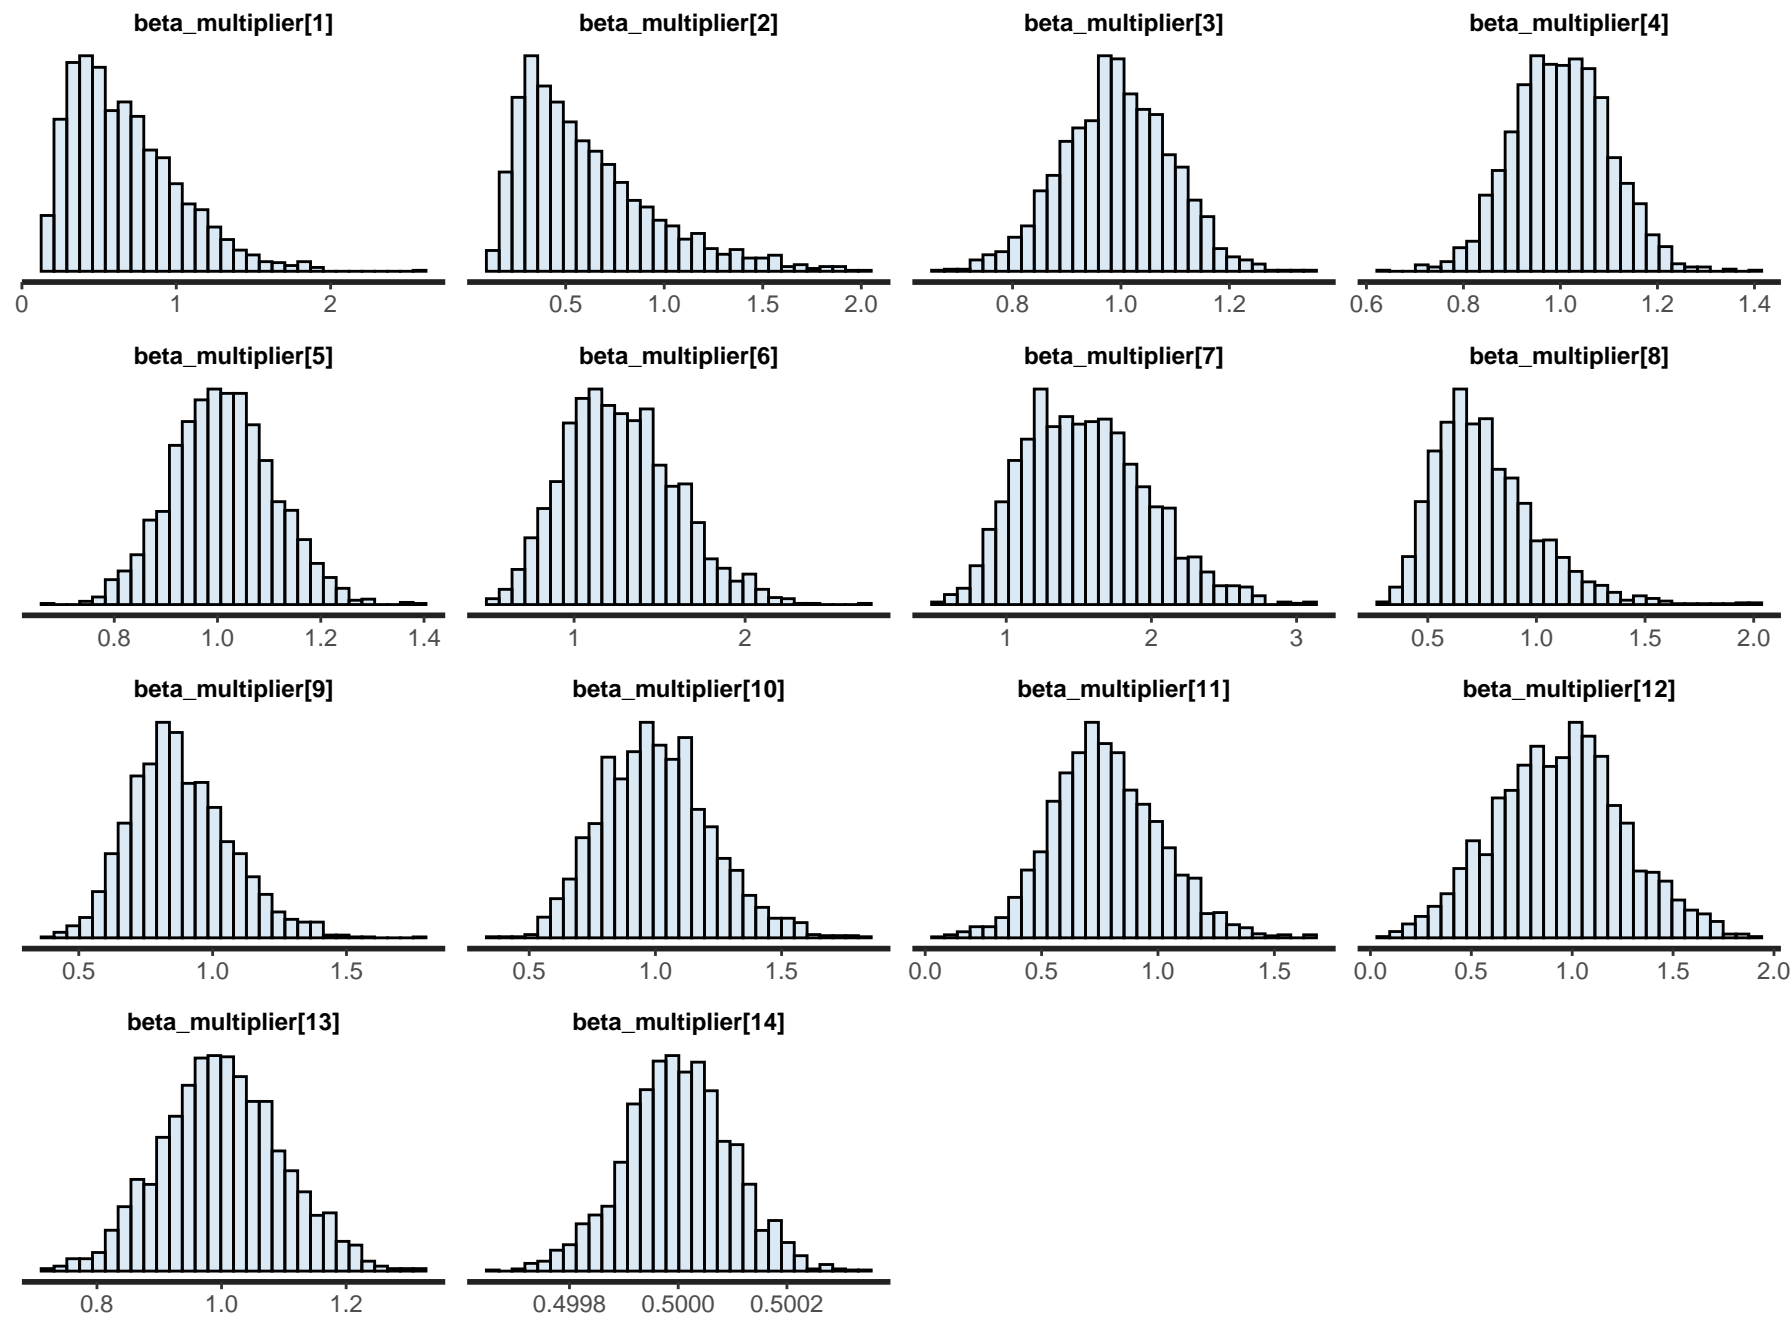 beta_multiplier[1] beta_multiplier[2] beta_multiplier[3] beta_multiplier[4]
0 1 2 0.5 1.0 1.5 2.0 0.8 1.0 1.2 0.6 0.8 1.0 1.2 1.4
beta_multiplier[5] beta_multiplier[6] beta_multiplier[7] beta_multiplier[8]
0.8 1.0 1.2 1.4 1 2 1 2 3 0.5 1.0 1.5 2.0
beta_multiplier[9] beta_multiplier[10] beta_multiplier[11] beta_multiplier[12]
0.5 1.0 1.5 0.5 1.0 1.5 0.0 0.5 1.0 1.5 0.0 0.5 1.0 1.5 2.0
beta_multiplier[13] beta_multiplier[14]
0.8 1.0 1.2 0.4998 0.5000 0.5002